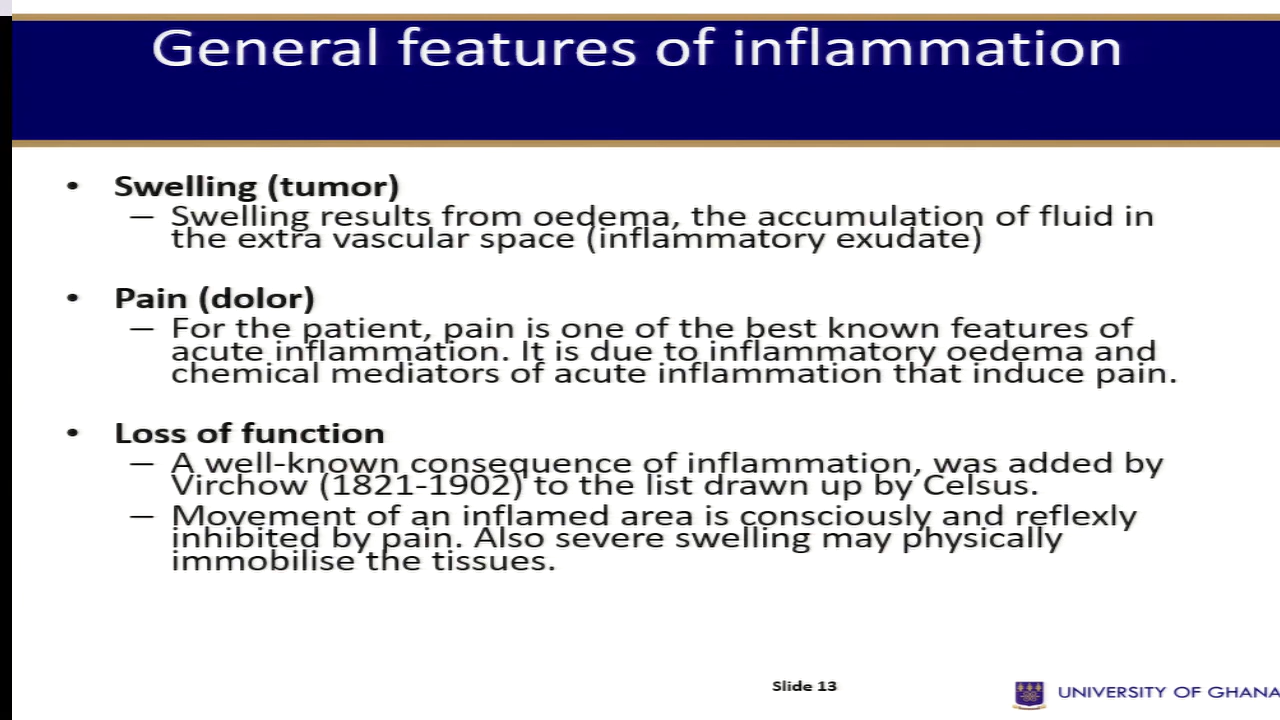 General features of inflammation
• Swelling (tumor)
– Swelling results from oedema, the accumulation of fluid in
the extra vascular space (inflammatory exudate)
• Pain (dolor)
– For the patient, pain is one of the best known features of
acute inflammation. It is due to inflammatory oedema and
chemical mediators of acute inflammation that induce pain.
• Loss of function
– A well-known consequence of inflammation, was added by
Virchow (1821-1902) to the list drawn up by Celsus.
– Movement of an inflamed area is consciously and reflexly
inhibited by pain. Also severe swelling may physically
immobilise the tissues.
Slide 13
UNIVERSITY OF GHANA